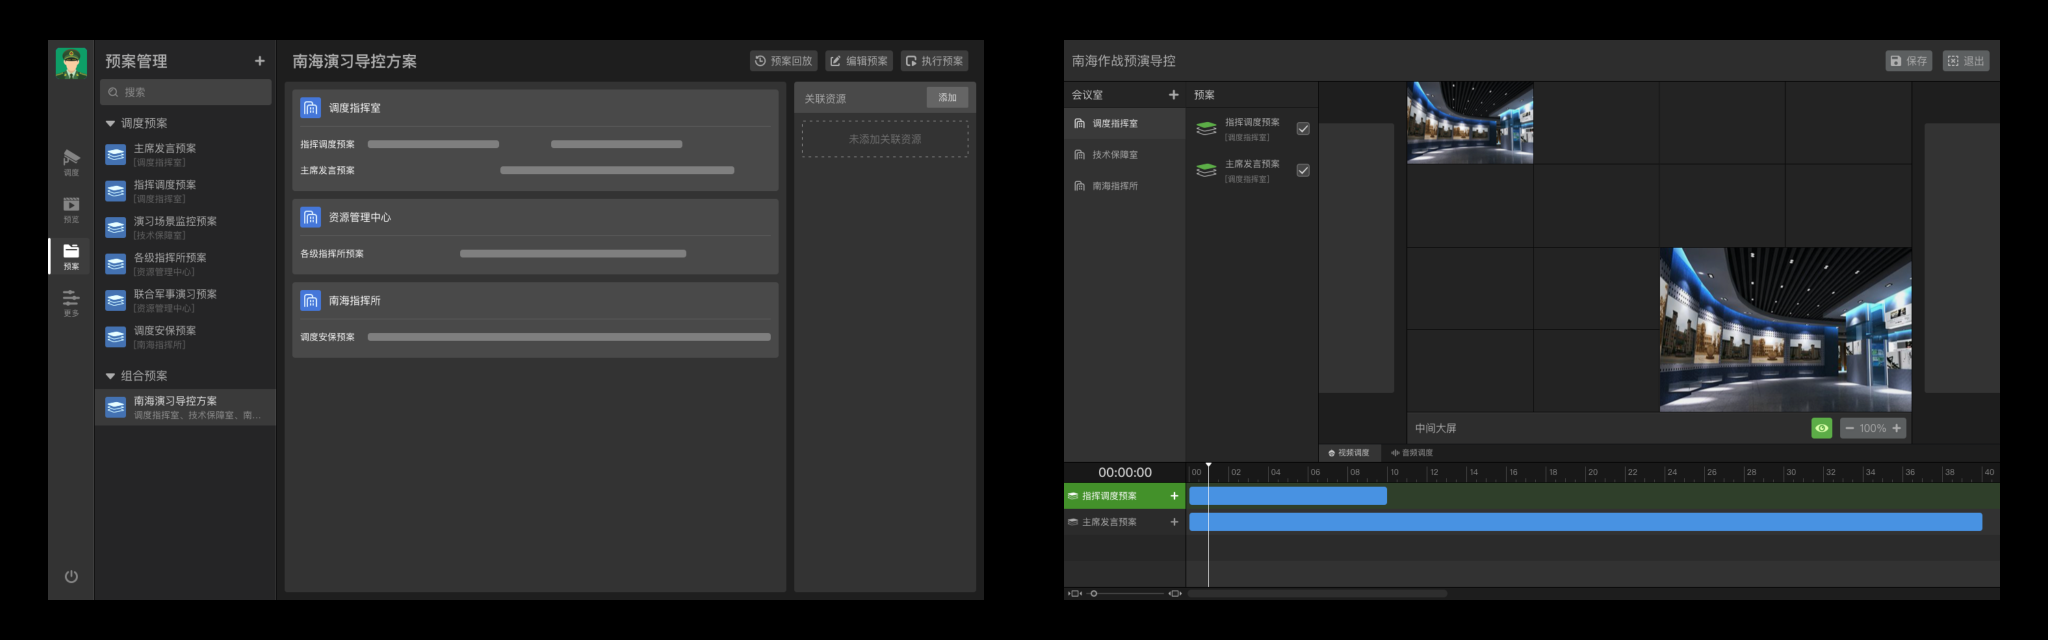 预案管理
+
搜索
调度预案
主席发言预案
[调度指挥室]
指挥调度预案
[调度指挥室]
演习场景监控预案
[技术保障室]
各级指挥所预案
[资源管理中心]
联合军事演习预案
[资源管理中心]
调度安保预案
[南海指挥所]
组合预案
南海演习导控方案
调度指挥室、技术保障室、南...
调度
预览
预案
更多
南海演习导控方案
预案回放
编辑预案
执行预案
调度指挥室
指挥调度预案
主席发言预案
资源管理中心
各级指挥所预案
南海指挥所
调度安保预案
关联资源
添加
未添加关联资源
南海作战预演导控
保存
退出
会议室
+
预案
调度指挥室
技术保障室
南海指挥所
指挥调度预案
[调度指挥室]
主席发言预案
[调度指挥室]
中间大屏
− 100% +
视频调度
音频调度
00:00:00
00 02 04 06 08 10 12 14 16 18 20 22 24 26 28 30 32 34 36 38 40
指挥调度预案 +
主席发言预案 +